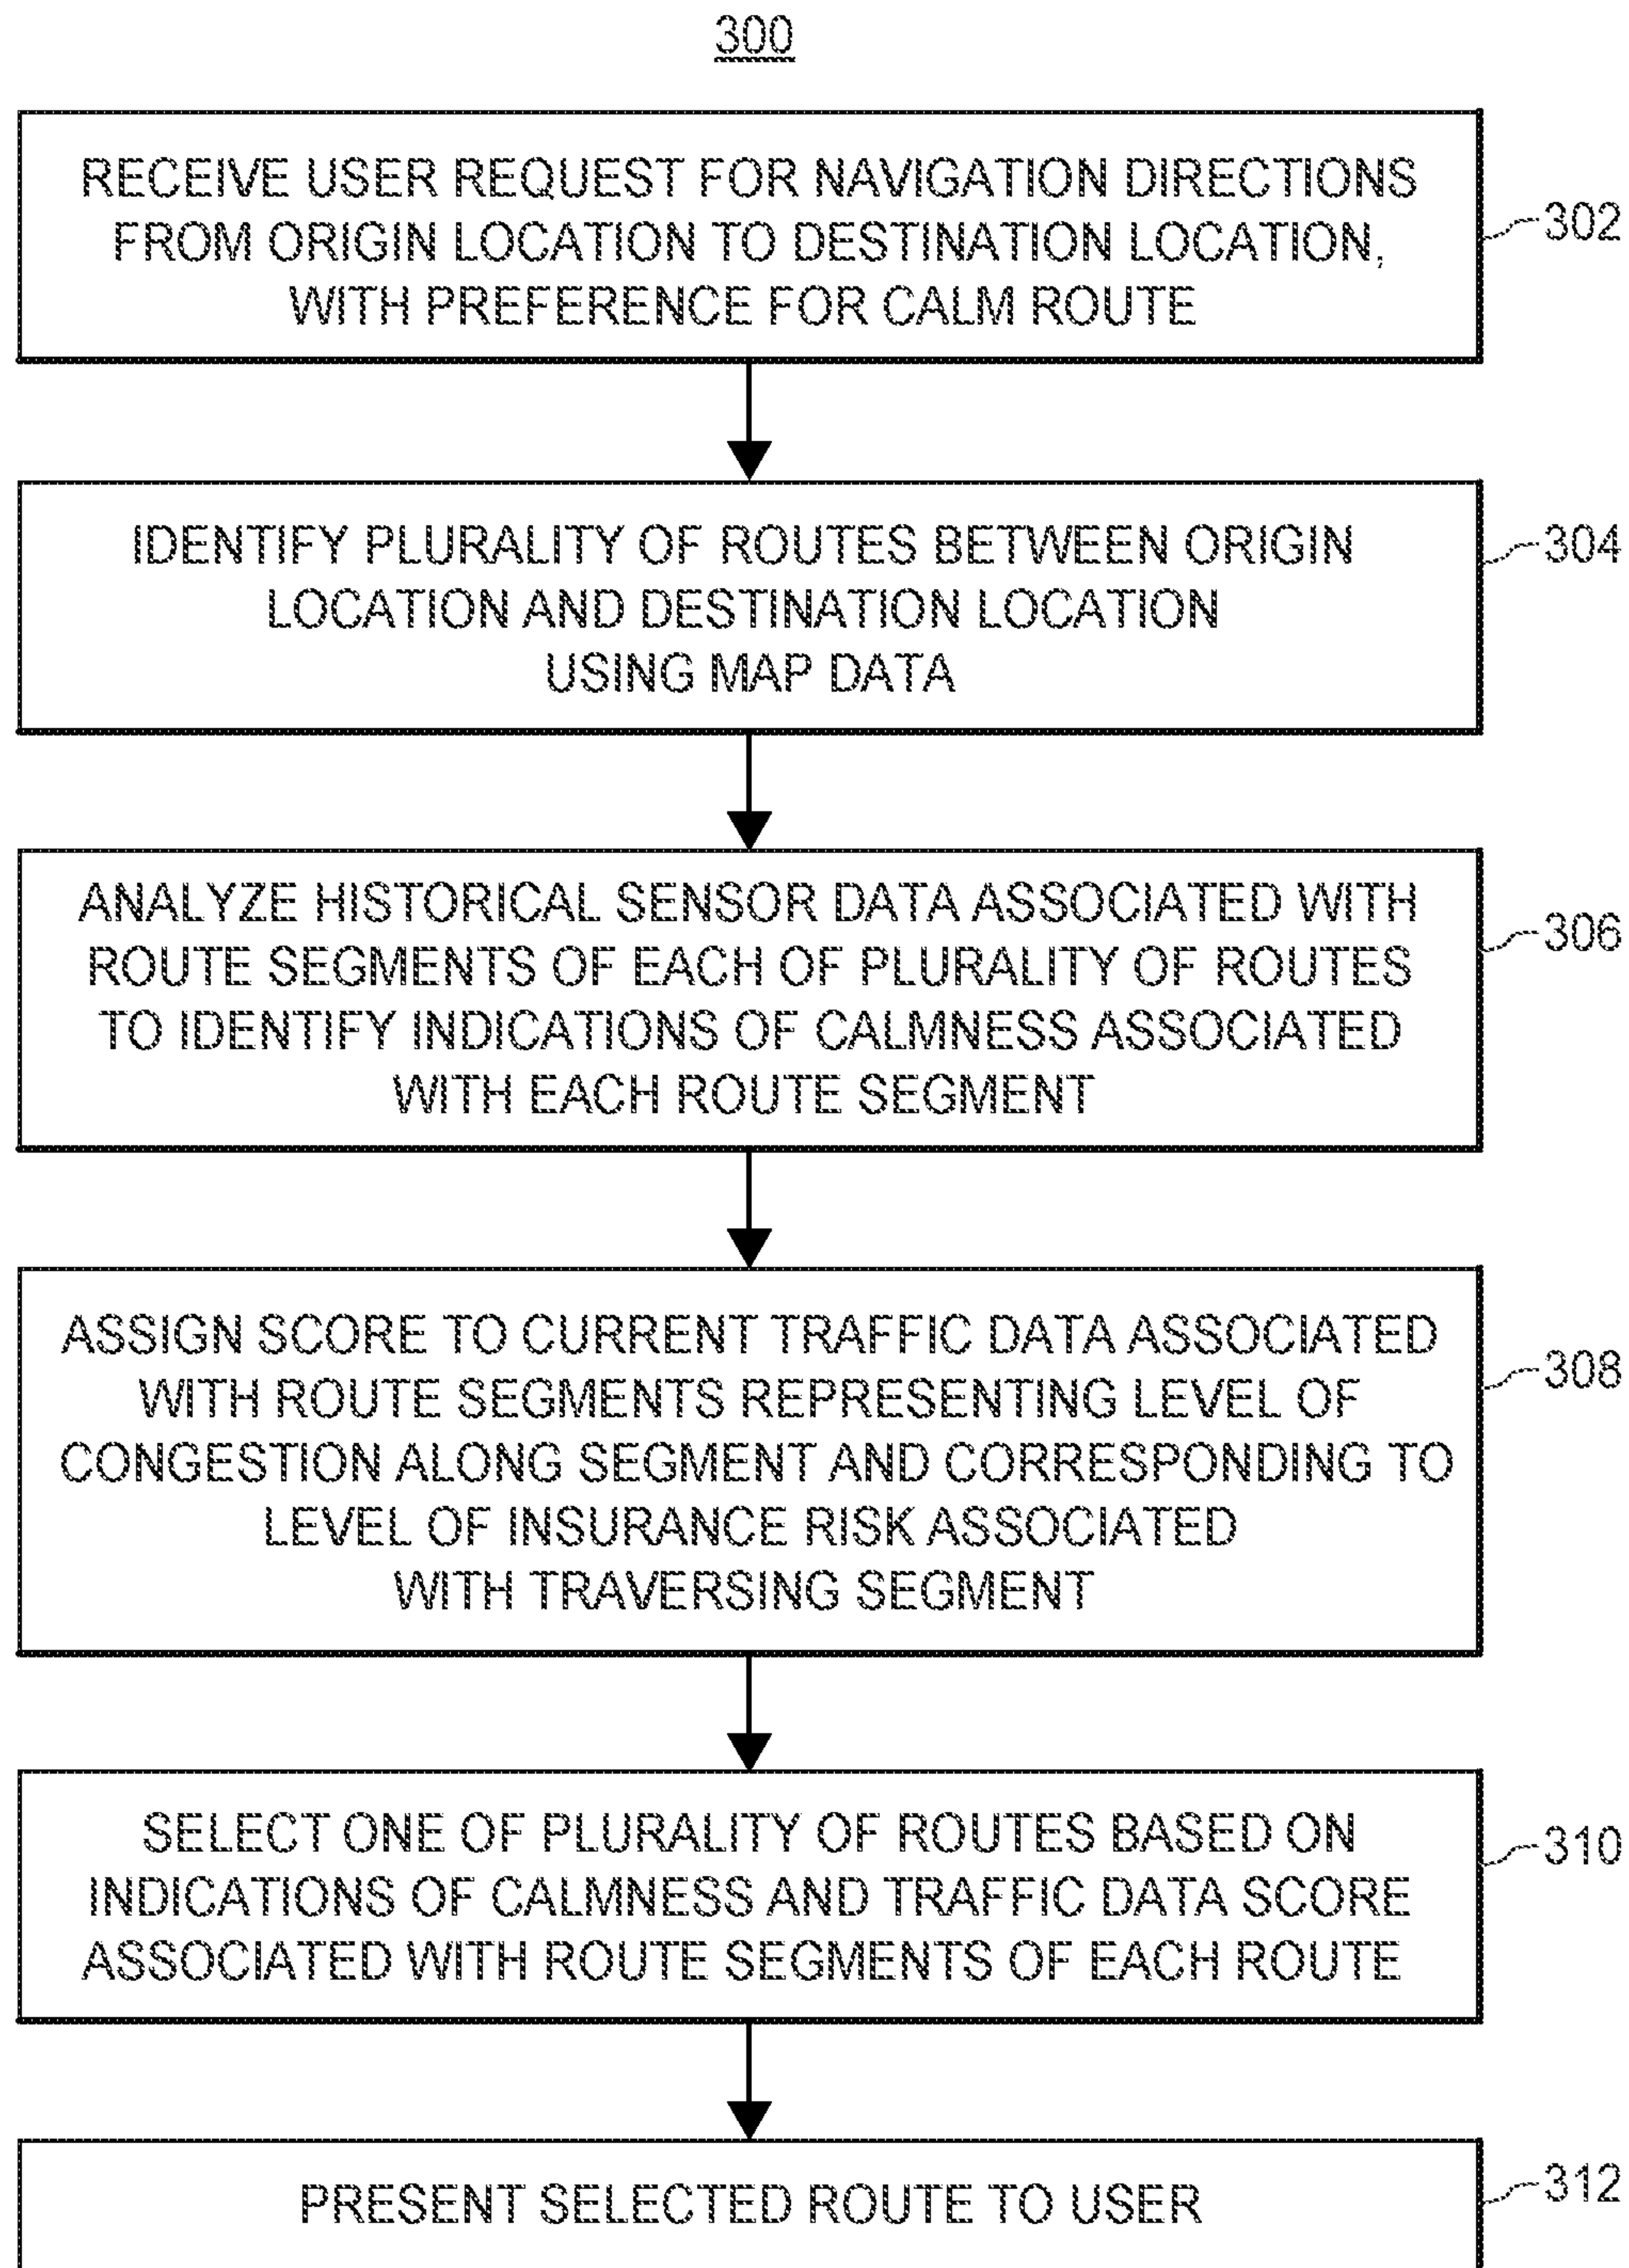 300
RECEIVE USER REQUEST FOR NAVIGATION DIRECTIONS
FROM ORIGIN LOCATION TO DESTINATION LOCATION,
WITH PREFERENCE FOR CALM ROUTE
302
IDENTIFY PLURALITY OF ROUTES BETWEEN ORIGIN
LOCATION AND DESTINATION LOCATION
USING MAP DATA
304
ANALYZE HISTORICAL SENSOR DATA ASSOCIATED WITH
ROUTE SEGMENTS OF EACH OF PLURALITY OF ROUTES
TO IDENTIFY INDICATIONS OF CALMNESS ASSOCIATED
WITH EACH ROUTE SEGMENT
306
ASSIGN SCORE TO CURRENT TRAFFIC DATA ASSOCIATED
WITH ROUTE SEGMENTS REPRESENTING LEVEL OF
CONGESTION ALONG SEGMENT AND CORRESPONDING TO
LEVEL OF INSURANCE RISK ASSOCIATED
WITH TRAVERSING SEGMENT
308
SELECT ONE OF PLURALITY OF ROUTES BASED ON
INDICATIONS OF CALMNESS AND TRAFFIC DATA SCORE
ASSOCIATED WITH ROUTE SEGMENTS OF EACH ROUTE
310
PRESENT SELECTED ROUTE TO USER
312